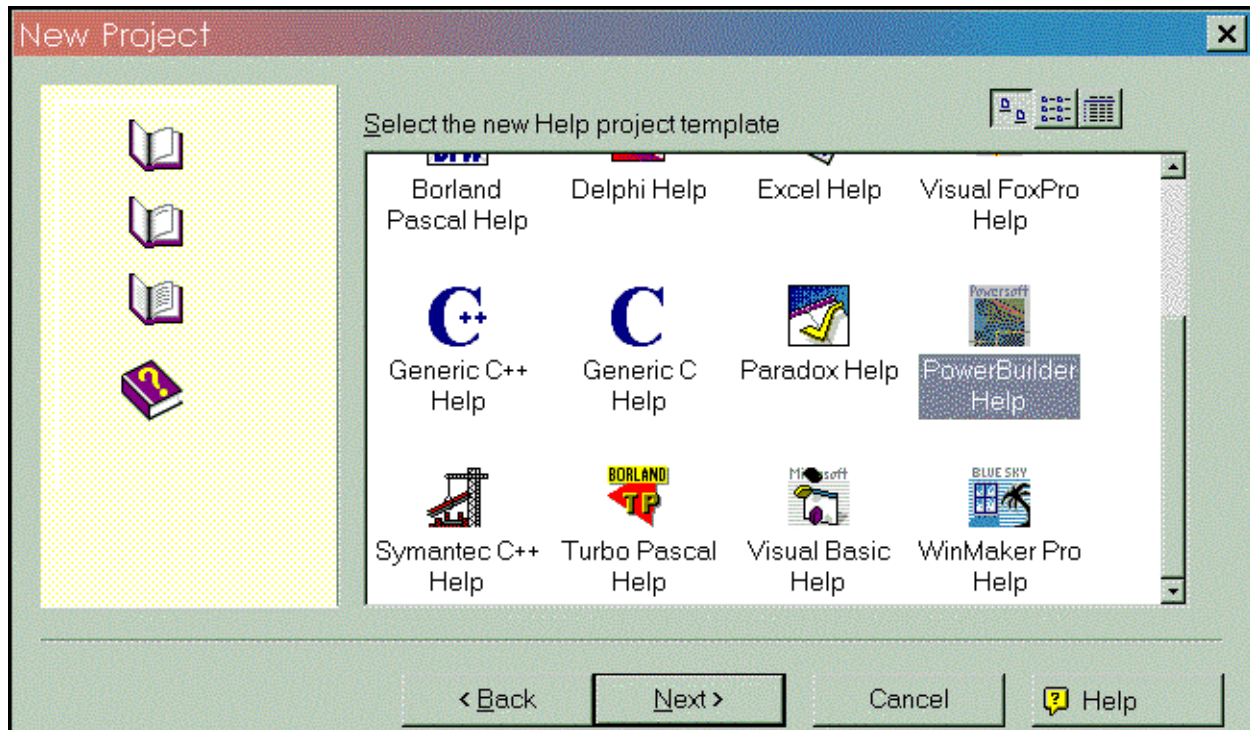 New Project
Select the new Help project template
Borland Delphi Help Excel Help Visual FoxPro
Pascal Help Help
C++ C Powersoft
Generic C++ Generic C Paradox Help PowerBuilder
Help Help Help
BORLAND Microsoft BLUE SKY
TP
Symantec C++ Turbo Pascal Visual Basic WinMaker Pro
Help Help Help Help
< Back Next > Cancel ? Help